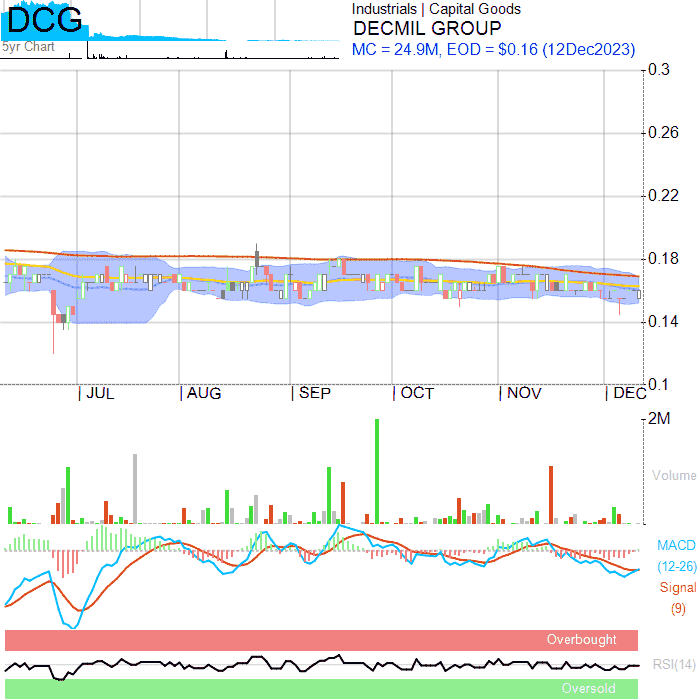 DCG
5yr Chart
Industrials | Capital Goods
DECMIL GROUP
MC = 24.9M, EOD = $0.16 (12Dec2023)
0.3
0.26
0.22
0.18
0.14
0.1
JUL
AUG
SEP
OCT
NOV
DEC
2M
Volume
MACD
(12-26)
Signal
(9)
Overbought
RSI(14)
Oversold